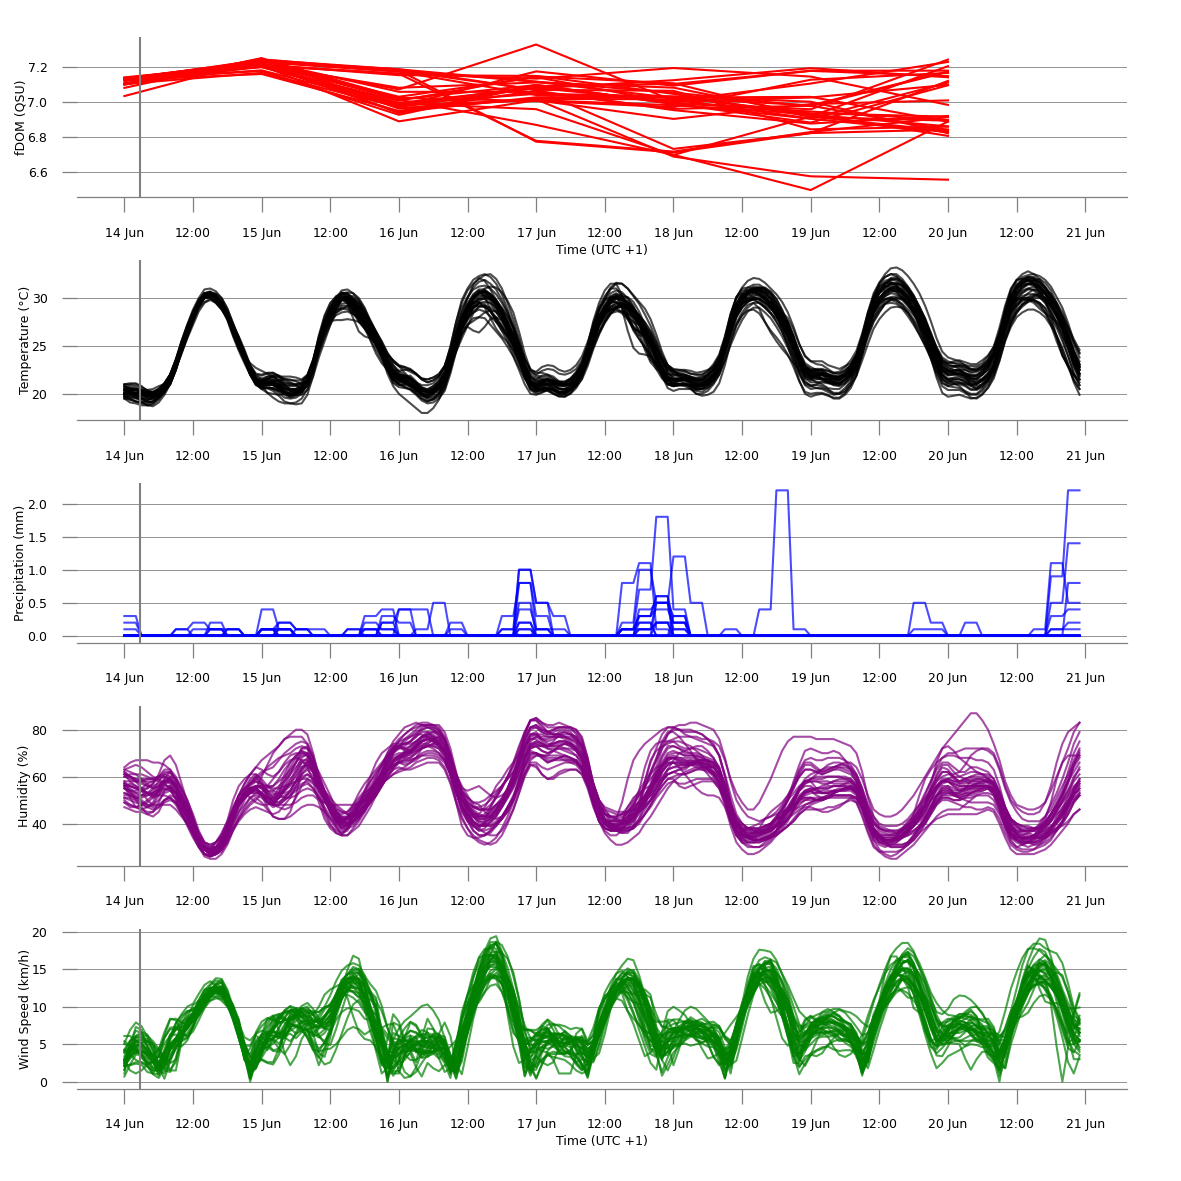 fDOM (QSU)
7.2
7.0
6.8
6.6
14 Jun 12:00 15 Jun 12:00 16 Jun 12:00 17 Jun 12:00 18 Jun 12:00 19 Jun 12:00 20 Jun 12:00 21 Jun
Time (UTC +1)
Temperature (°C)
30
25
20
14 Jun 12:00 15 Jun 12:00 16 Jun 12:00 17 Jun 12:00 18 Jun 12:00 19 Jun 12:00 20 Jun 12:00 21 Jun
Precipitation (mm)
2.0
1.5
1.0
0.5
0.0
14 Jun 12:00 15 Jun 12:00 16 Jun 12:00 17 Jun 12:00 18 Jun 12:00 19 Jun 12:00 20 Jun 12:00 21 Jun
Humidity (%)
80
60
40
14 Jun 12:00 15 Jun 12:00 16 Jun 12:00 17 Jun 12:00 18 Jun 12:00 19 Jun 12:00 20 Jun 12:00 21 Jun
Wind Speed (km/h)
20
15
10
5
0
14 Jun 12:00 15 Jun 12:00 16 Jun 12:00 17 Jun 12:00 18 Jun 12:00 19 Jun 12:00 20 Jun 12:00 21 Jun
Time (UTC +1)